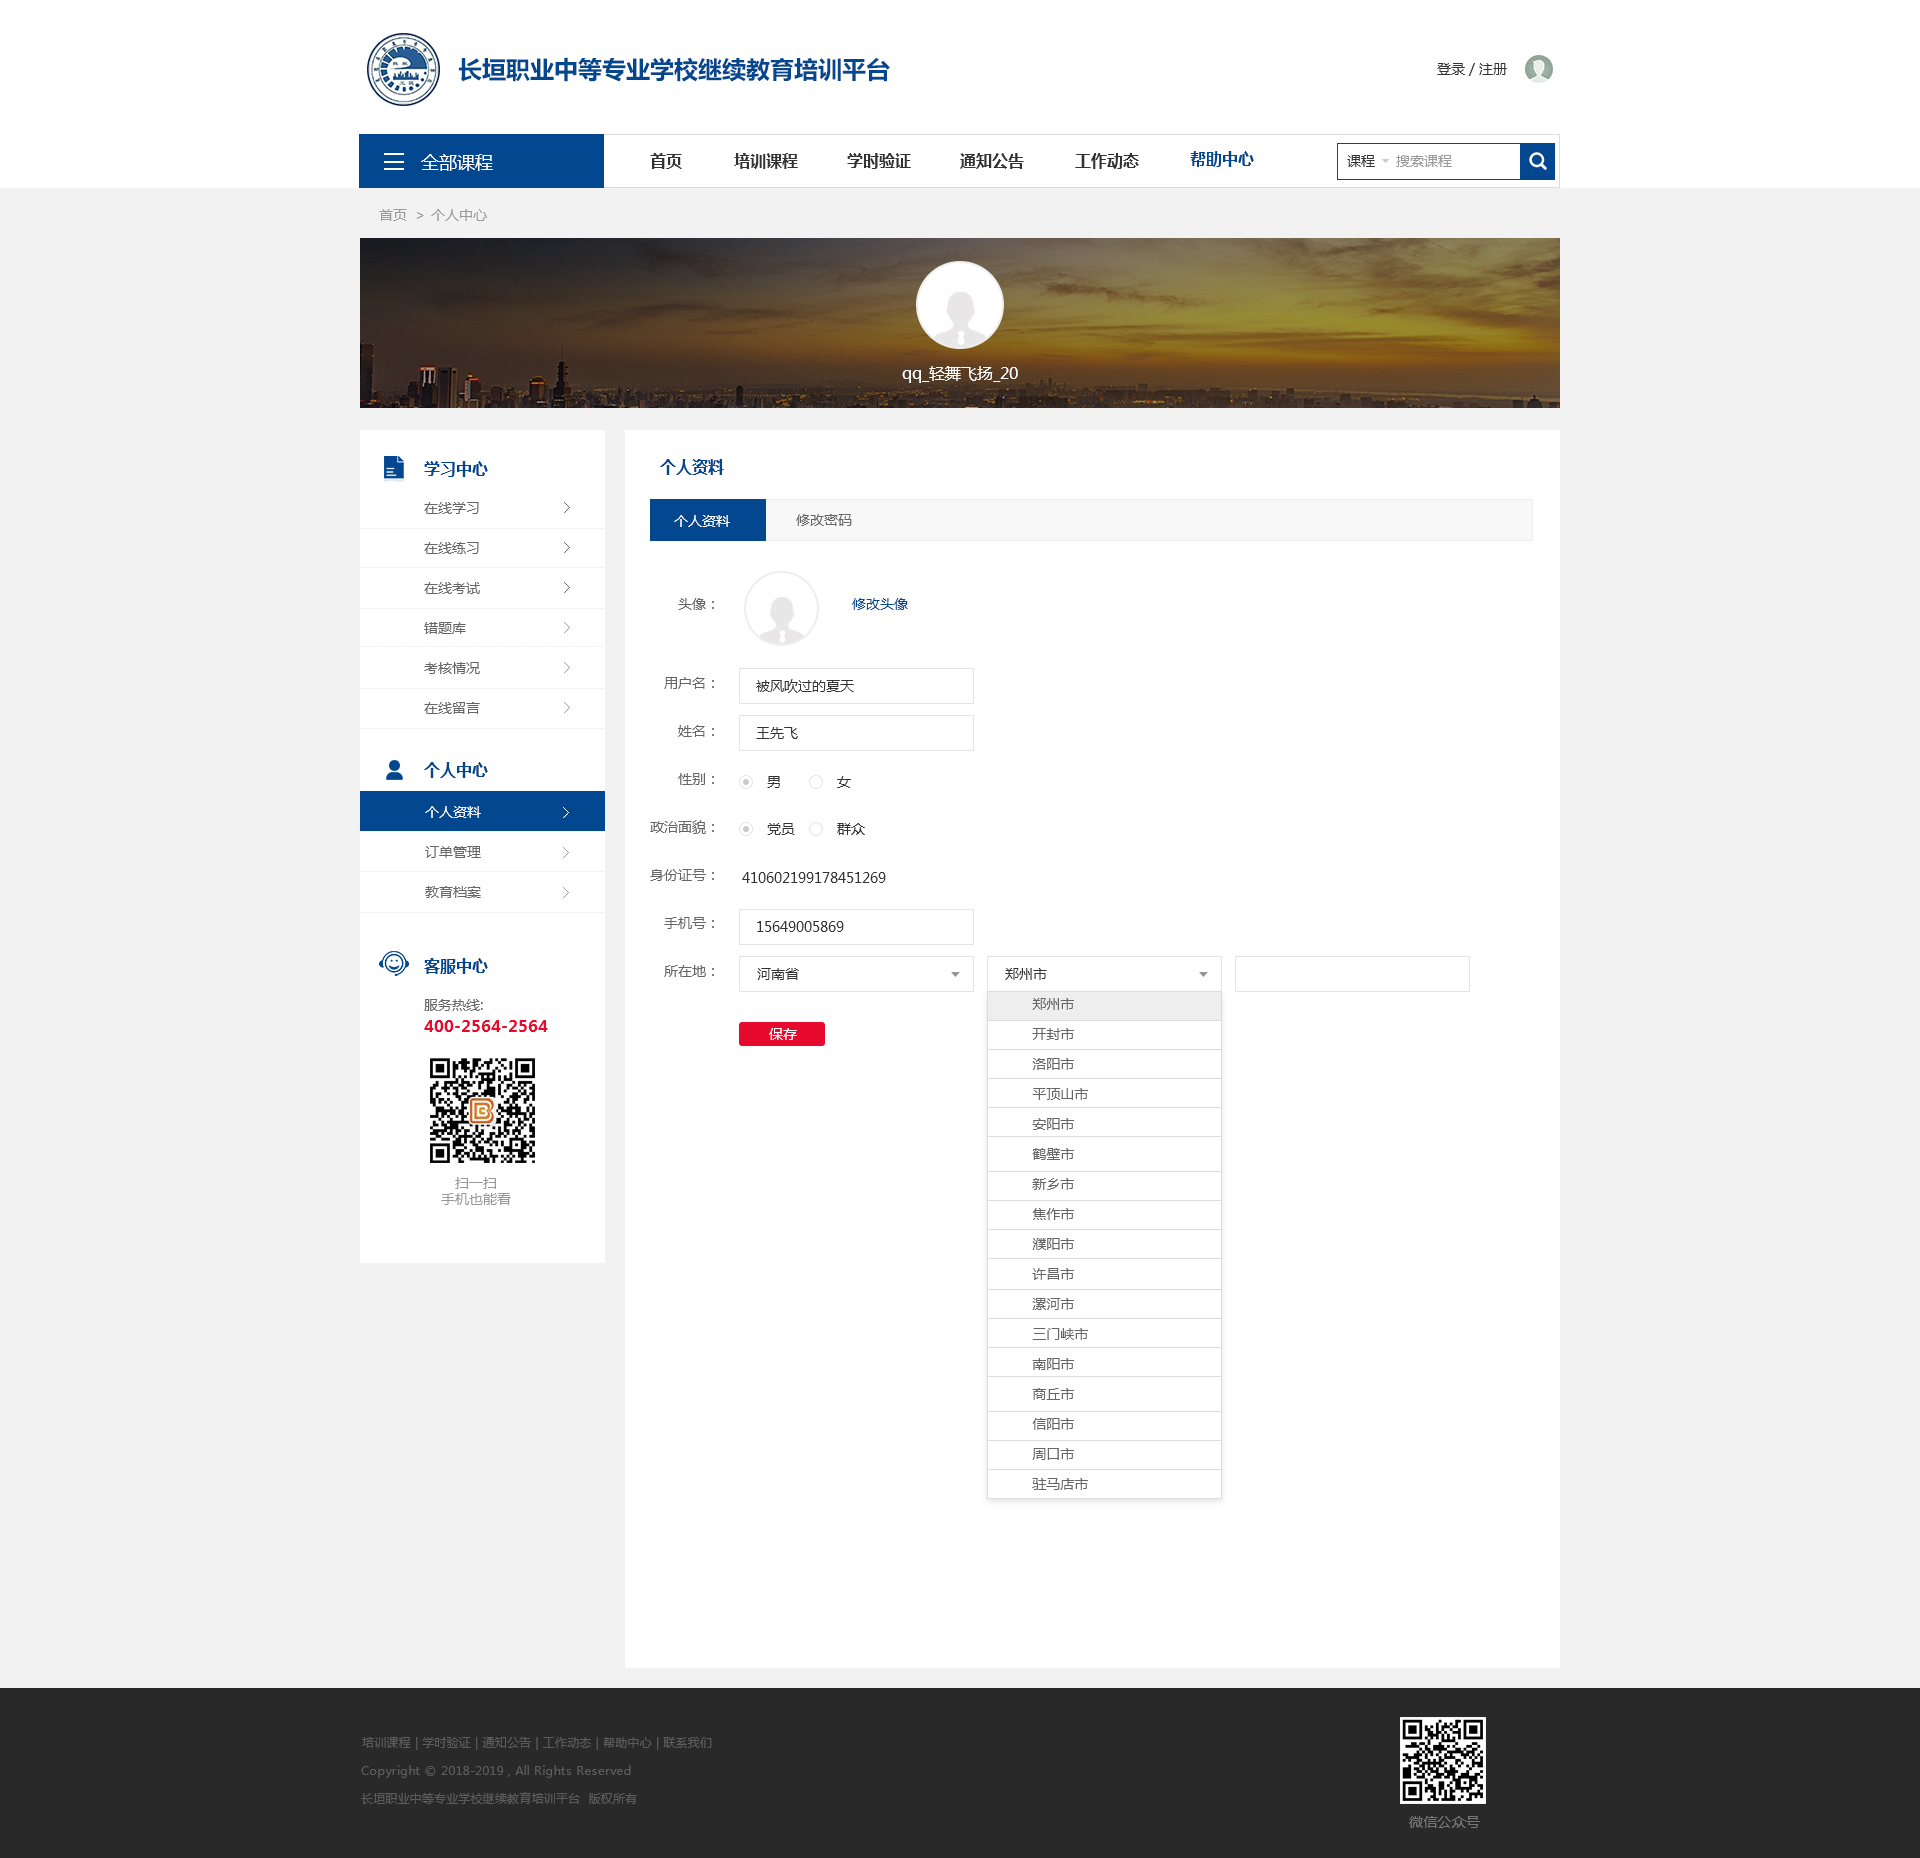 长垣职业中等专业学校继续教育培训平台
登录 / 注册
全部课程
首页 培训课程 学时验证 通知公告 工作动态 帮助中心
课程 搜索课程
首页 > 个人中心
qq_轻舞飞扬_20
学习中心
在线学习
在线练习
在线考试
错题库
考核情况
在线留言
个人中心
个人资料
订单管理
教育档案
客服中心
服务热线:
400-2564-2564
扫一扫
手机也能看
个人资料
个人资料 修改密码
头像： 修改头像
用户名： 被风吹过的夏天
姓名： 王先飞
性别： 男 女
政治面貌： 党员 群众
身份证号： 410602199178451269
手机号： 15649005869
所在地： 河南省 郑州市
郑州市
开封市
洛阳市
平顶山市
安阳市
鹤壁市
新乡市
焦作市
濮阳市
许昌市
漯河市
三门峡市
南阳市
商丘市
信阳市
周口市
驻马店市
保存
培训课程 | 学时验证 | 通知公告 | 工作动态 | 帮助中心 | 联系我们
Copyright © 2018-2019 , All Rights Reserved
长垣职业中等专业学校继续教育培训平台 版权所有
微信公众号